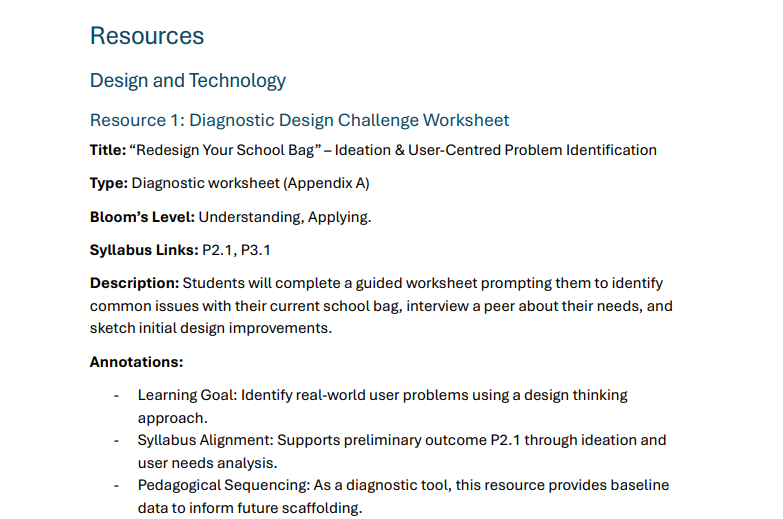 Resources
Design and Technology
Resource 1: Diagnostic Design Challenge Worksheet
Title: “Redesign Your School Bag” – Ideation & User-Centred Problem Identification
Type: Diagnostic worksheet (Appendix A)
Bloom’s Level: Understanding, Applying.
Syllabus Links: P2.1, P3.1
Description: Students will complete a guided worksheet prompting them to identify
common issues with their current school bag, interview a peer about their needs, and
sketch initial design improvements.
Annotations:
- Learning Goal: Identify real-world user problems using a design thinking
approach.
- Syllabus Alignment: Supports preliminary outcome P2.1 through ideation and
user needs analysis.
- Pedagogical Sequencing: As a diagnostic tool, this resource provides baseline
data to inform future scaffolding.